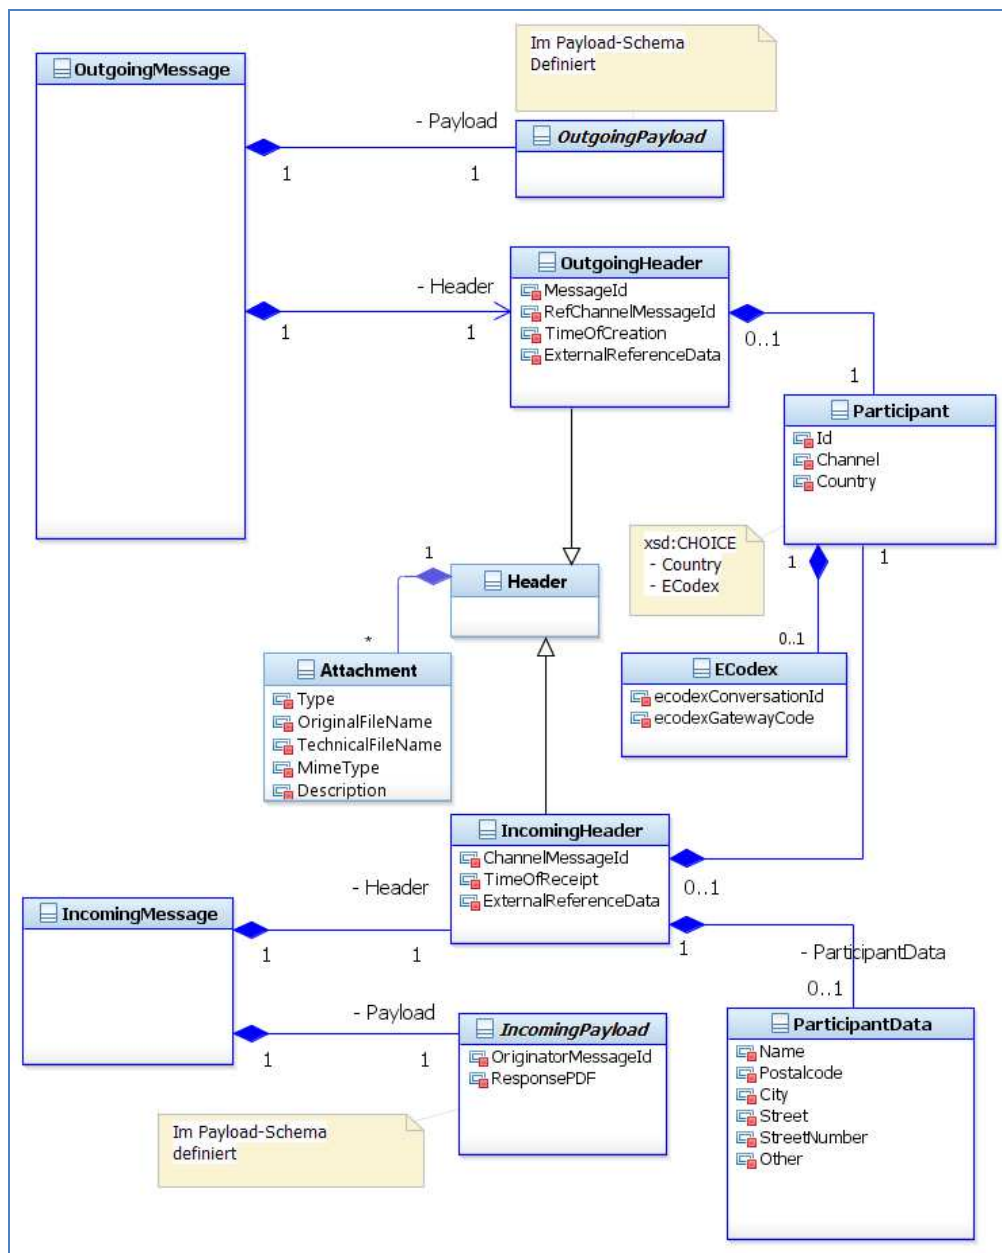 Im Payload-Schema
Definiert
OutgoingMessage
- Payload
OutgoingPayload
1
1
OutgoingHeader
- Header
MessageId
RefChannelMessageId
TimeOfCreation
ExternalReferenceData
1
1
0..1
1
Participant
Id
Channel
Country
xsd:CHOICE
- Country
- ECodex
1
1
1
Header
*
0..1
Attachment
Type
OriginalFileName
TechnicalFileName
MimeType
Description
ECodex
ecodexConversationId
ecodexGatewayCode
IncomingHeader
ChannelMessageId
TimeOfReceipt
ExternalReferenceData
0..1
- Header
IncomingMessage
1
1
1
- ParticipantData
0..1
- Payload
IncomingPayload
OriginatorMessageId
ResponsePDF
1
1
ParticipantData
Name
Postalcode
City
Street
StreetNumber
Other
Im Payload-Schema
definiert